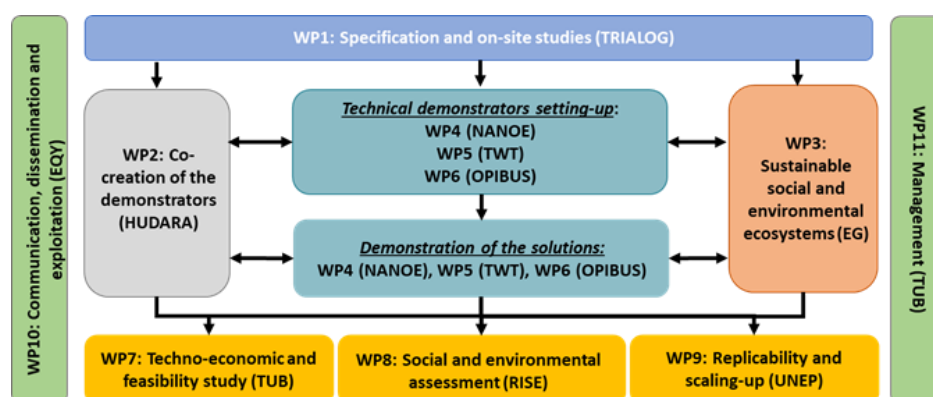 WP10: Communication, dissemination and
exploitation (EQY)
WP1: Specification and on-site studies (TRIALOG)
WP2: Co-
creation of the
demonstrators
(HUDARA)
Technical demonstrators setting-up:
WP4 (NANOE)
WP5 (TWT)
WP6 (OPIBUS)
WP3:
Sustainable
social and
environmental
ecosystems (EG)
Demonstration of the solutions:
WP4 (NANOE), WP5 (TWT), WP6 (OPIBUS)
WP7: Techno-economic and
feasibility study (TUB)
WP8: Social and environmental
assessment (RISE)
WP9: Replicability and
scaling-up (UNEP)
WP11: Management (TUB)